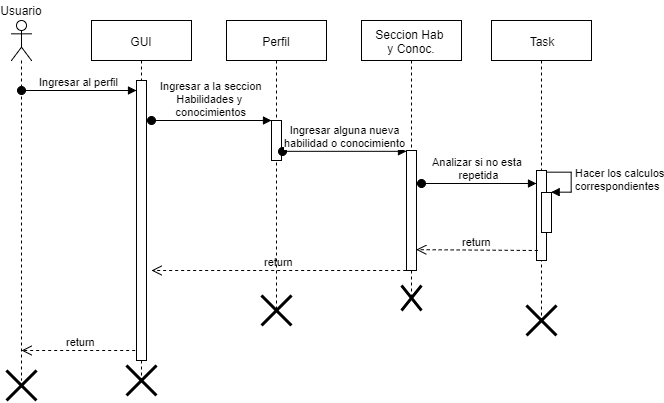 Usuario
GUI
Perfil
Seccion Hab
y Conoc.
Task
Ingresar al perfil
Ingresar a la seccion
Habilidades y
conocimientos
Ingresar alguna nueva
habilidad o conocimiento
Analizar si no esta
repetida
Hacer los calculos
correspondientes
return
return
return